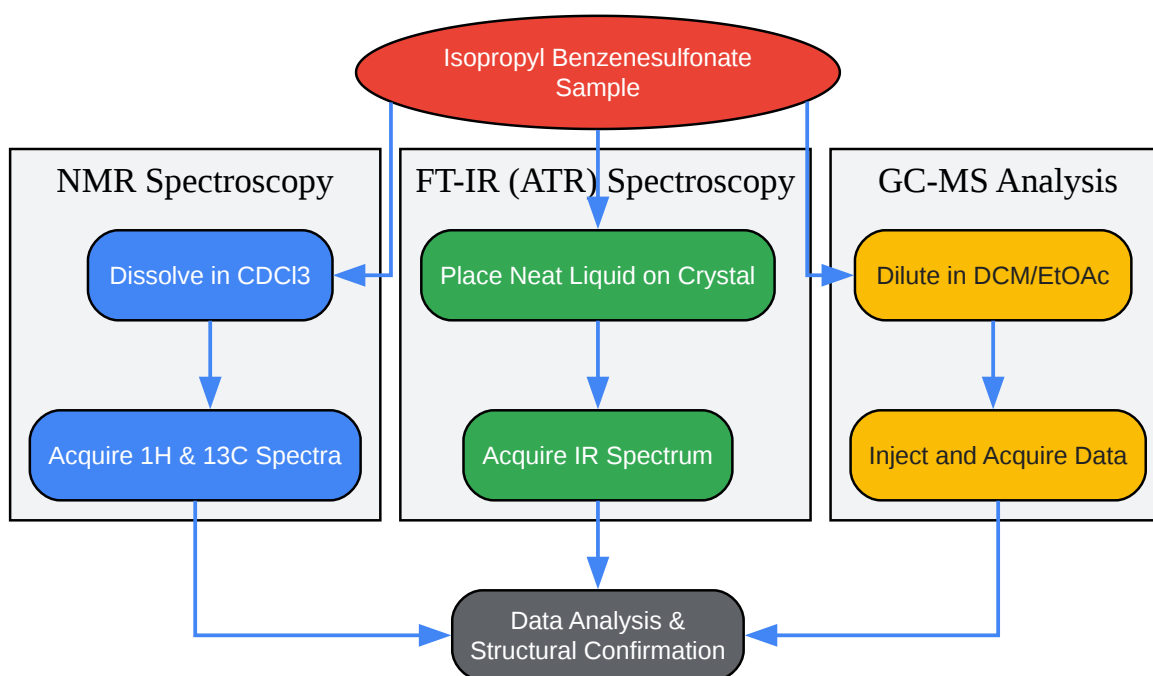 Isopropyl Benzenesulfonate
Sample
NMR Spectroscopy
FT-IR (ATR) Spectroscopy
GC-MS Analysis
Dissolve in CDCl3
Place Neat Liquid on Crystal
Dilute in DCM/EtOAc
Acquire 1H & 13C Spectra
Acquire IR Spectrum
Inject and Acquire Data
Data Analysis &
Structural Confirmation